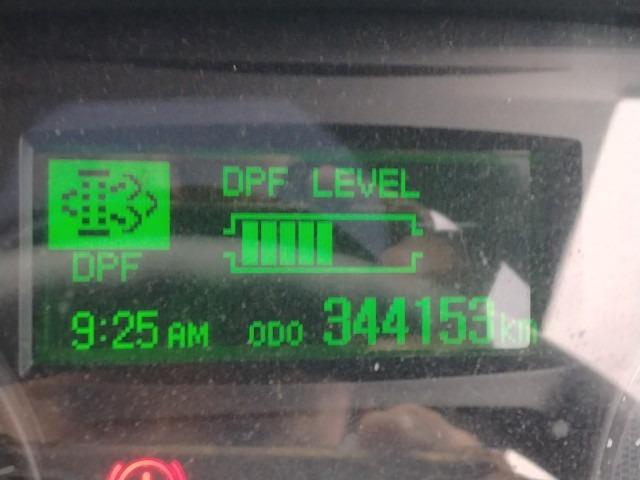 DPF LEVEL
DPF
9:25 AM ODO 344153 km